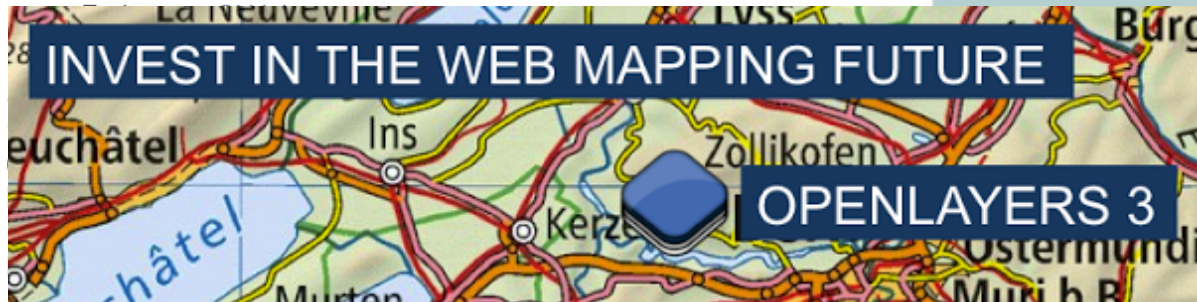 La Neuveville
Lyss
INVEST IN THE WEB MAPPING FUTURE
Ins
euchâtel
Zollikofen
OPENLAYERS 3
Kerze
Ostermundi
châtel
Murten
Muri b